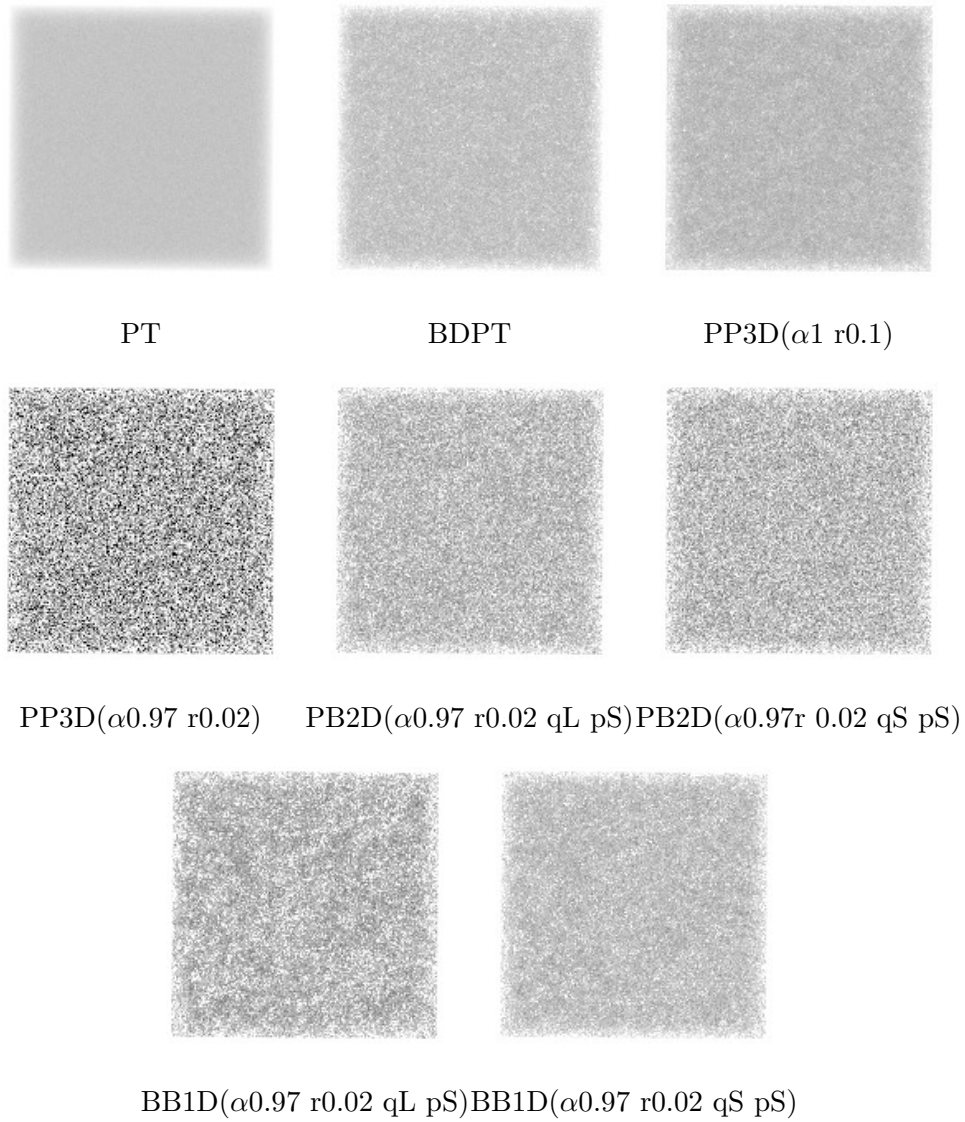 PT BDPT PP3D(α1 r0.1)
PP3D(α0.97 r0.02) PB2D(α0.97 r0.02 qL pS)PB2D(α0.97r 0.02 qS pS)
BB1D(α0.97 r0.02 qL pS)BB1D(α0.97 r0.02 qS pS)